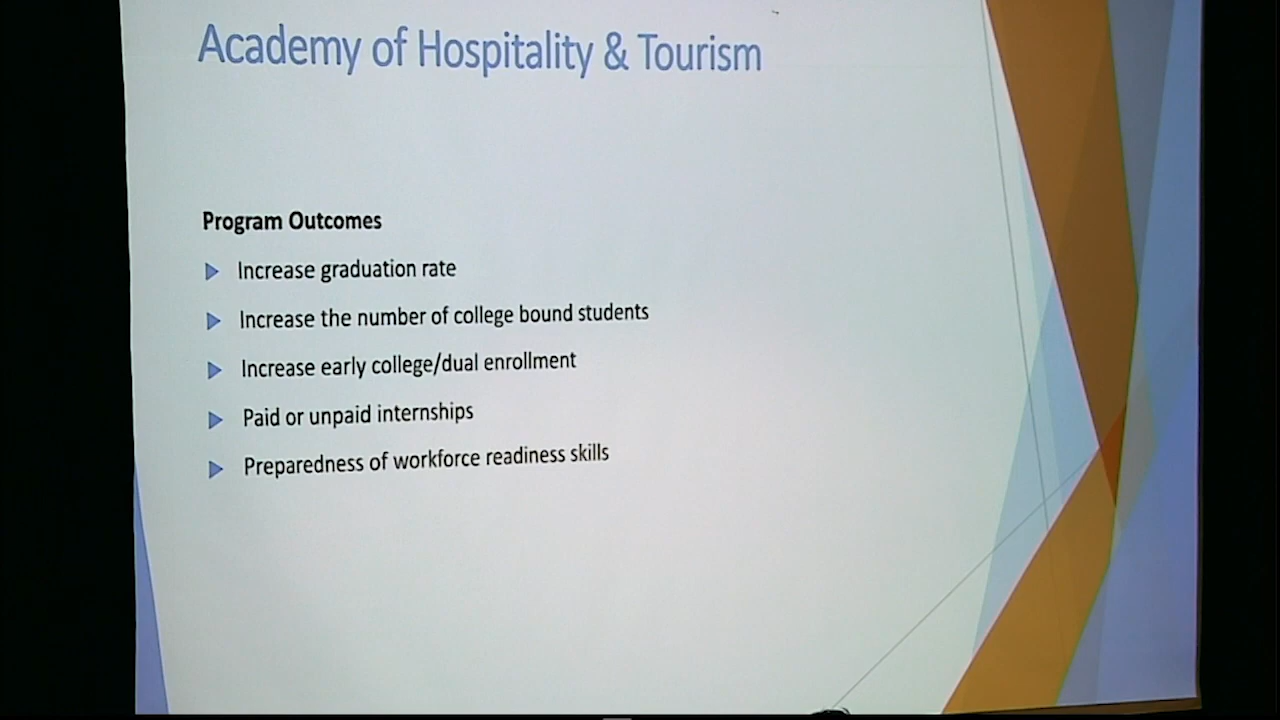 Academy of Hospitality & Tourism
Program Outcomes
Increase graduation rate
Increase the number of college bound students
Increase early college/dual enrollment
Paid or unpaid internships
Preparedness of workforce readiness skills